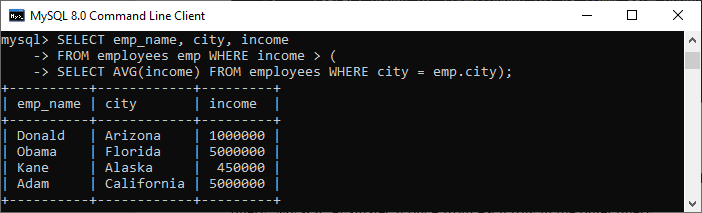 MySQL 8.0 Command Line Client
mysql> SELECT emp_name, city, income
    -> FROM employees emp WHERE income > (
    -> SELECT AVG(income) FROM employees WHERE city = emp.city);
+----------+------------+---------+
| emp_name | city       | income  |
+----------+------------+---------+
| Donald   | Arizona    | 1000000 |
| Obama    | Florida    | 5000000 |
| Kane     | Alaska     |  450000 |
| Adam     | California | 5000000 |
+----------+------------+---------+